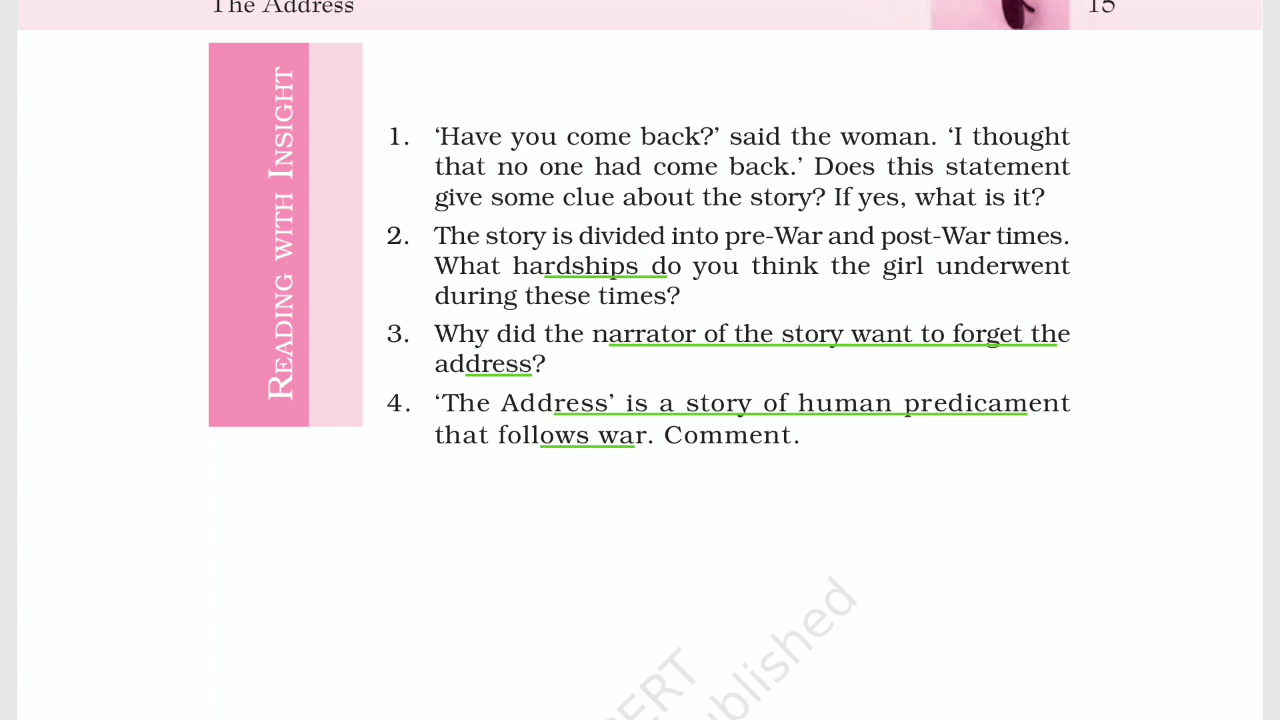 The Address
15
READING WITH INSIGHT
1. ‘Have you come back?’ said the woman. ‘I thought
that no one had come back.’ Does this statement
give some clue about the story? If yes, what is it?
2. The story is divided into pre-War and post-War times.
What hardships do you think the girl underwent
during these times?
3. Why did the narrator of the story want to forget the
address?
4. ‘The Address’ is a story of human predicament
that follows war. Comment.